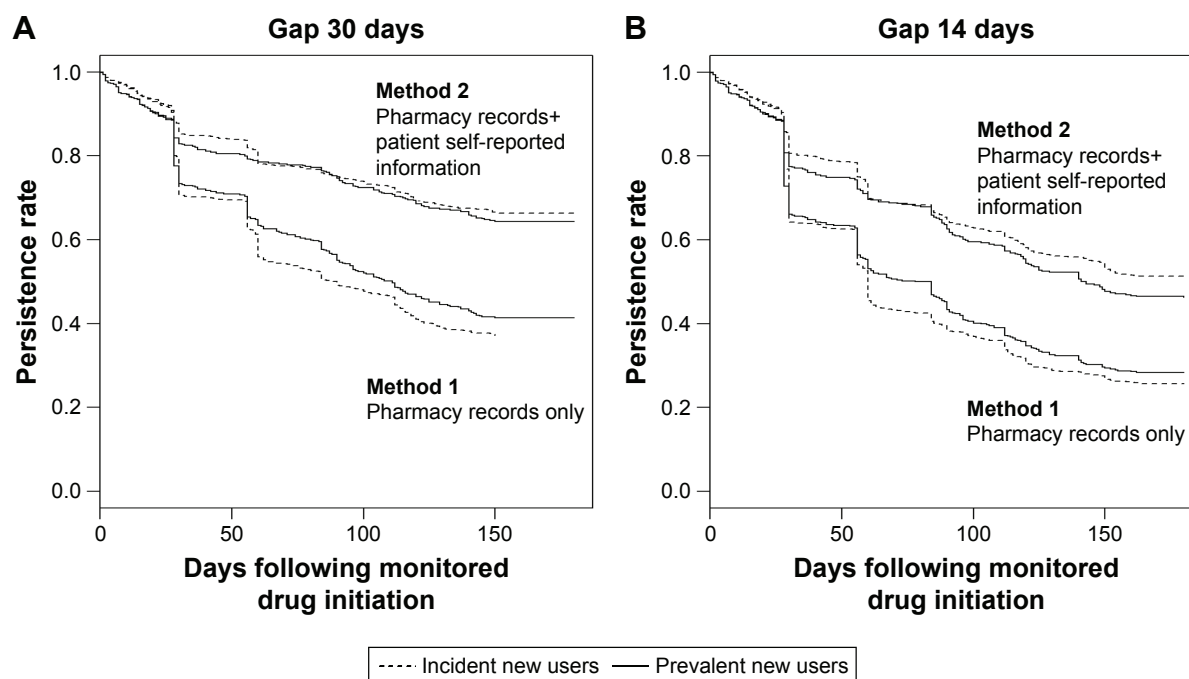 A
Gap 30 days
Persistence rate
1.0
0.8
0.6
0.4
0.2
0.0
Method 2
Pharmacy records+
patient self-reported
information
Method 1
Pharmacy records only
0
50
100
150
Days following monitored
drug initiation
B
Gap 14 days
Persistence rate
1.0
0.8
0.6
0.4
0.2
0.0
Method 2
Pharmacy records+
patient self-reported
information
Method 1
Pharmacy records only
0
50
100
150
Days following monitored
drug initiation
Incident new users
Prevalent new users